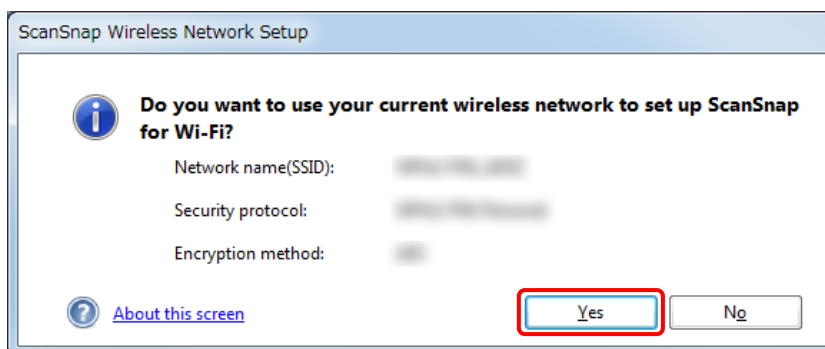 ScanSnap Wireless Network Setup
Do you want to use your current wireless network to set up ScanSnap
for Wi-Fi?
Network name(SSID):
Security protocol:
Encryption method:
About this screen
Yes
No